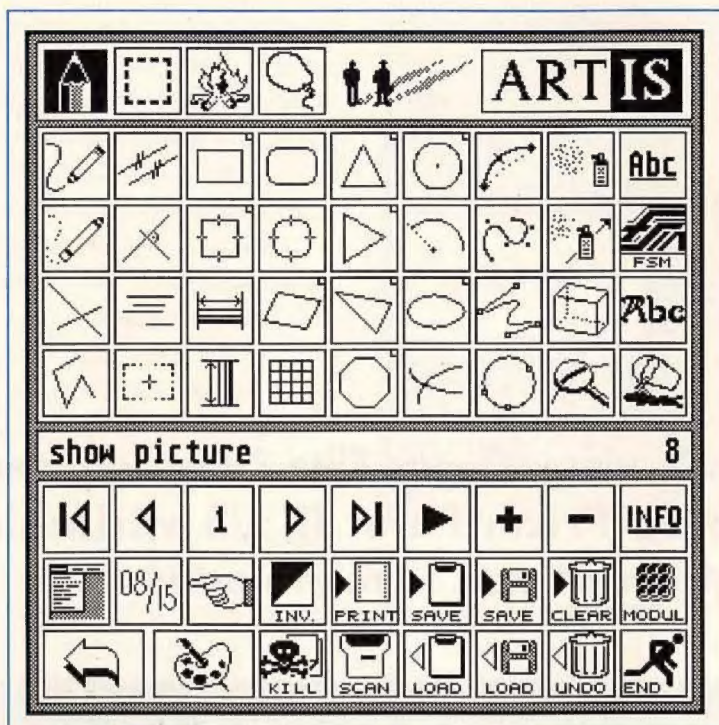 ARTIS
Abc
FSM
Abc
show picture 8
1 INFO
08/15 INV. PRINT SAVE SAVE CLEAR MODUL
KILL SCAN LOAD LOAD UNDO END